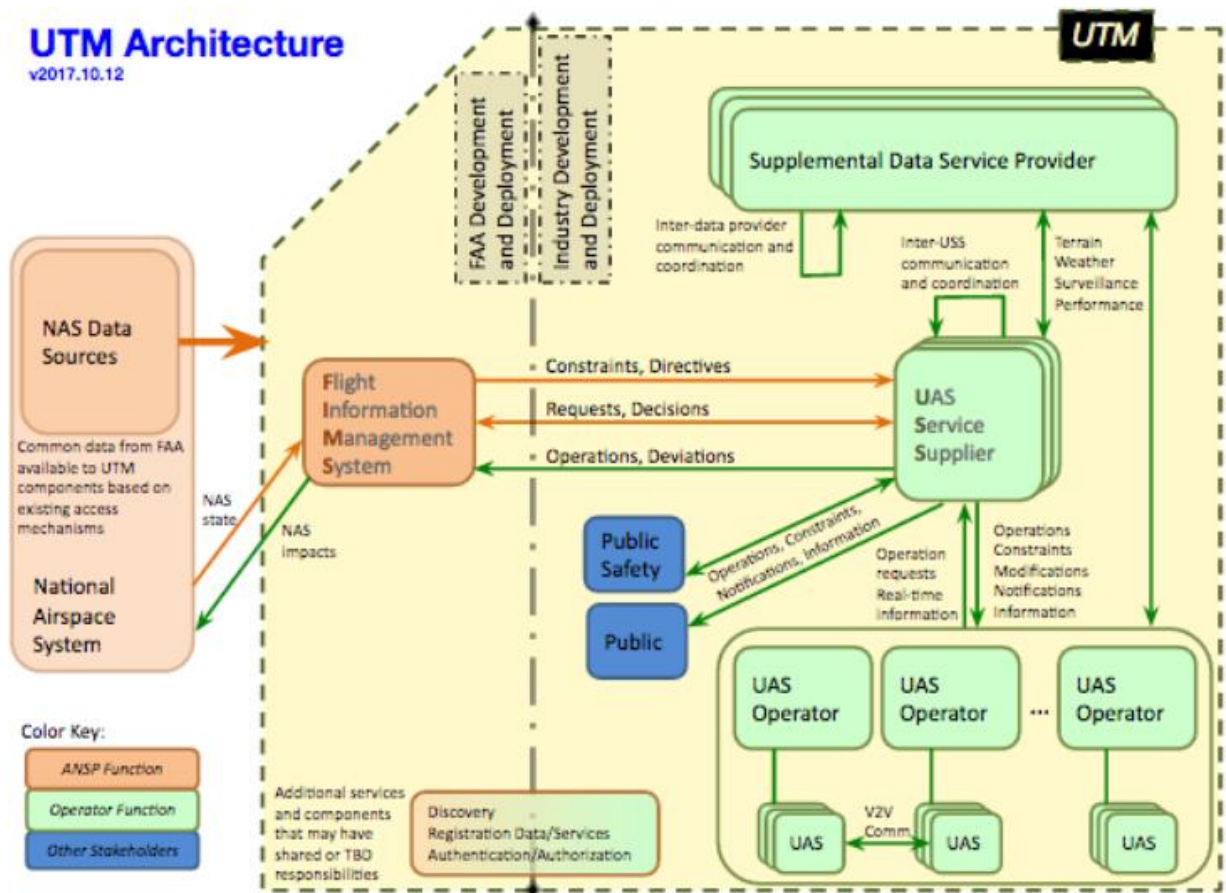 UTM Architecture
v2017.10.12
UTM
FAA Development
and Deployment
Industry Development
and Deployment
Supplemental Data Service Provider
Inter-data provider
communication and
coordination
Inter-USS
communication
and coordination
Terrain
Weather
Surveillance
Performance
NAS Data
Sources
Common data from FAA
available to UTM
components based on
existing access
mechanisms
National
Airspace
System
NAS
state
NAS
impacts
Flight
Information
Management
System
Constraints, Directives
Requests, Decisions
Operations, Deviations
UAS
Service
Supplier
Public
Safety
Public
Operations, Constraints,
Notifications, Information
Operation
requests
Real-time
Information
Operations
Constraints
Modifications
Notifications
Information
UAS
Operator
UAS
Operator
...
UAS
Operator
UAS
V2V
Comm.
UAS
UAS
Color Key:
ANSP Function
Operator Function
Other Stakeholders
Additional services
and components
that may have
shared or TBD
responsibilities
Discovery
Registration Data/Services
Authentication/Authorization